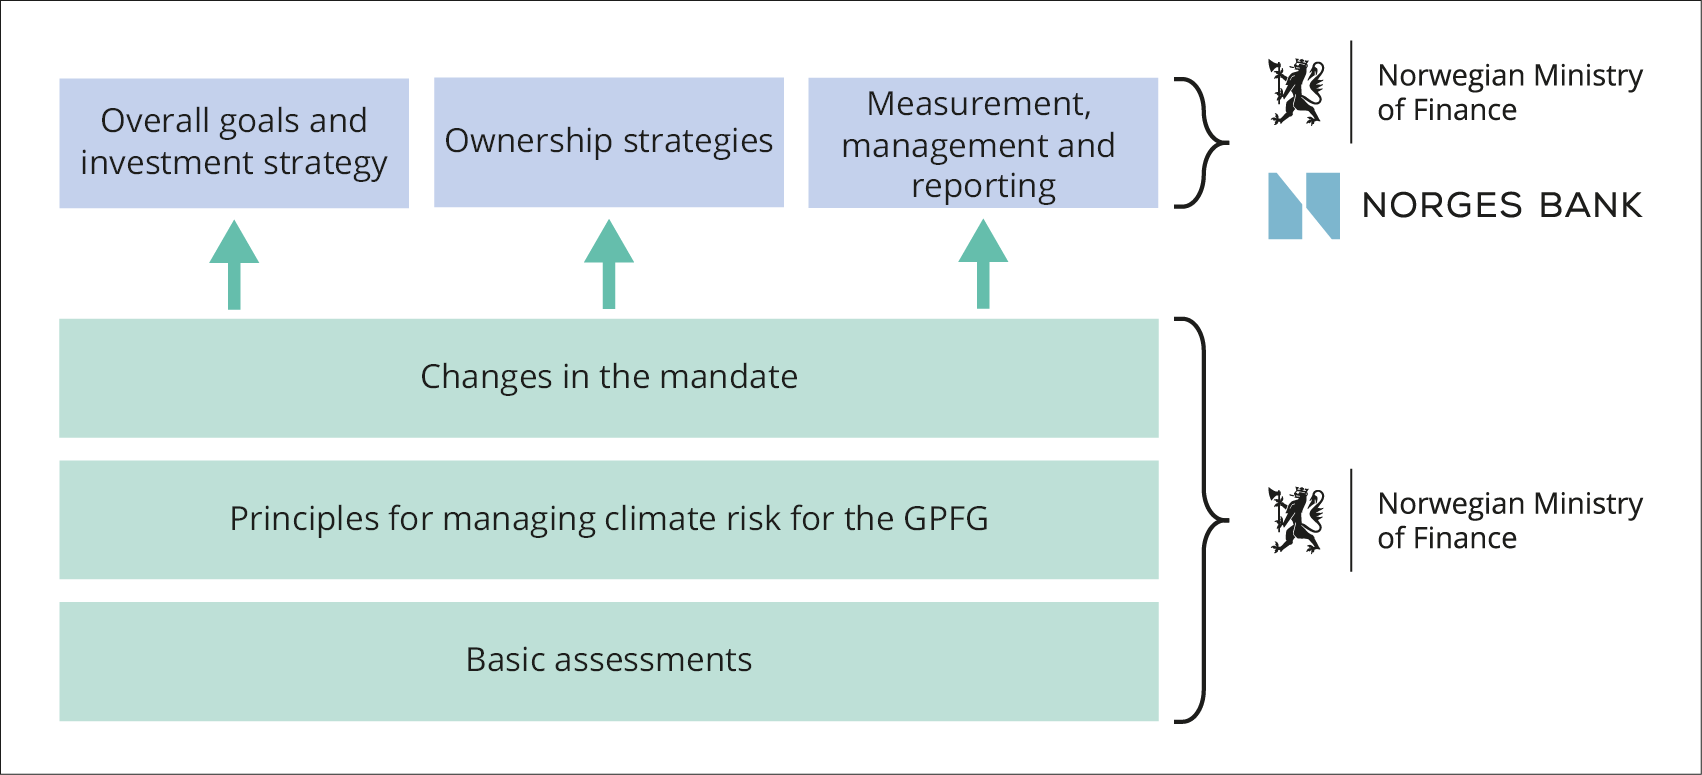 Overall goals and
investment strategy
Ownership strategies
Measurement,
management and
reporting
Norwegian Ministry
of Finance
NORGES BANK
Changes in the mandate
Principles for managing climate risk for the GPFG
Basic assessments
Norwegian Ministry
of Finance